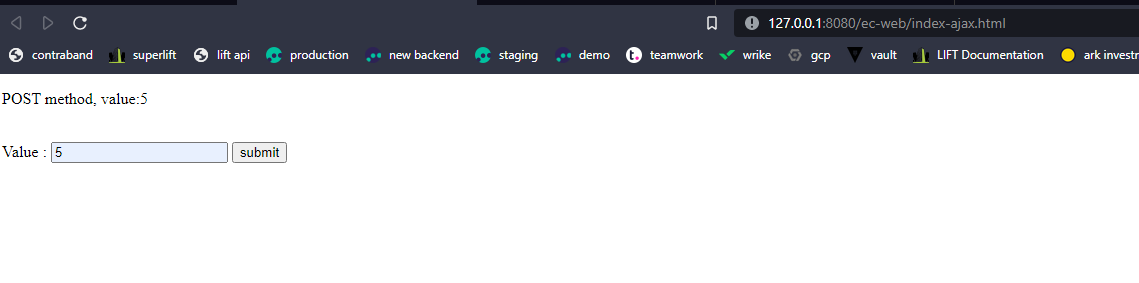 127.0.0.1:8080/ec-web/index-ajax.html
contraband superlift lift api production new backend staging demo teamwork wrike gcp vault LIFT Documentation ark investm
POST method, value:5
Value : 5 submit